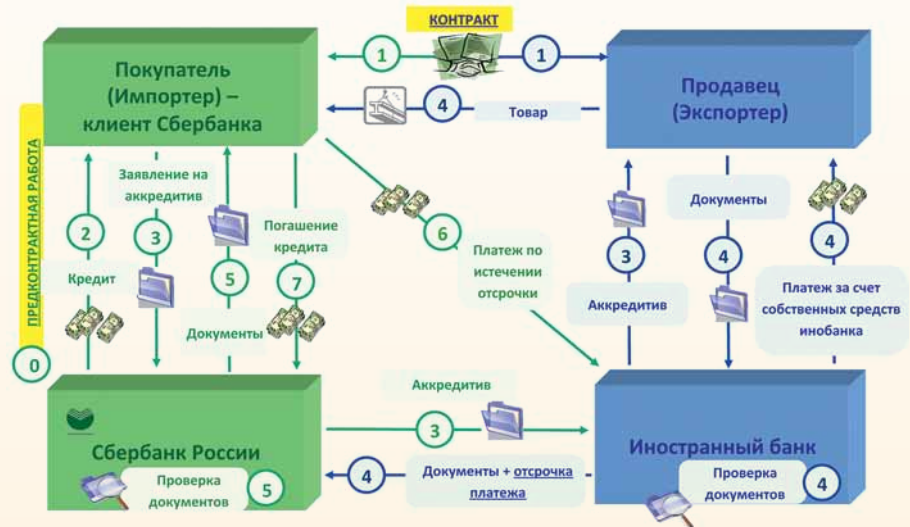 КОНТРАКТ
1
1
Покупатель
(Импортер) –
клиент Сбербанка
Продавец
(Экспортер)
4
Товар
ПРЕДКОНТРАКТНАЯ РАБОТА
0
2
Кредит
Заявление на
аккредитив
3
5
Документы
Погашение
кредита
7
6
Платеж по
истечении
отсрочки
3
Аккредитив
Документы
4
4
Платеж за счет
собственных средств
инобанка
Аккредитив
3
Сбербанк России
Проверка
документов
5
4
Документы + отсрочка
платежа
Иностранный банк
Проверка
документов
4